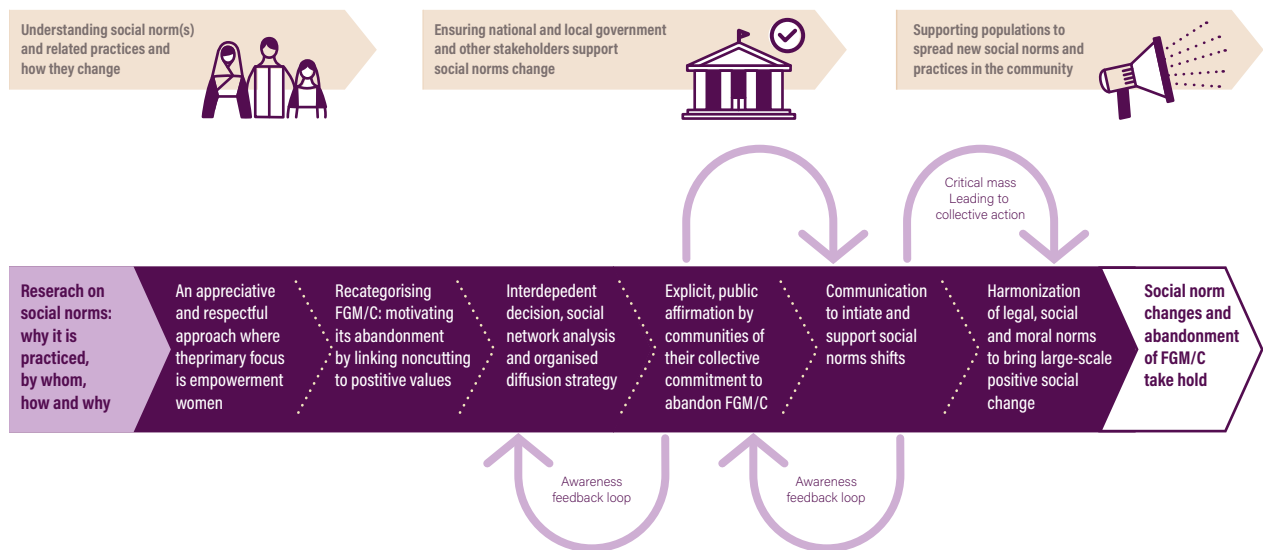 Understanding social norm(s)
and related practices and
how they change
Ensuring national and local government
and other stakeholders support
social norms change
Supporting populations to
spread new social norms and
practices in the community
Critical mass
Leading to
collective action
Reserach on
social norms:
why it is
practiced,
by whom,
how and why
An appreciative
and respectful
approach where
theprimary focus
is empowerment
women
Recategorising
FGM/C: motivating
its abandonment
by linking noncutting
to postitive values
Interdepedent
decision, social
network analysis
and organised
diffusion strategy
Explicit, public
affirmation by
communities of
their collective
commitment to
abandon FGM/C
Communication
to intiate and
support social
norms shifts
Harmonization
of legal, social
and moral norms
to bring large-scale
positive social
change
Social norm
changes and
abandonment
of FGM/C
take hold
Awareness
feedback loop
Awareness
feedback loop